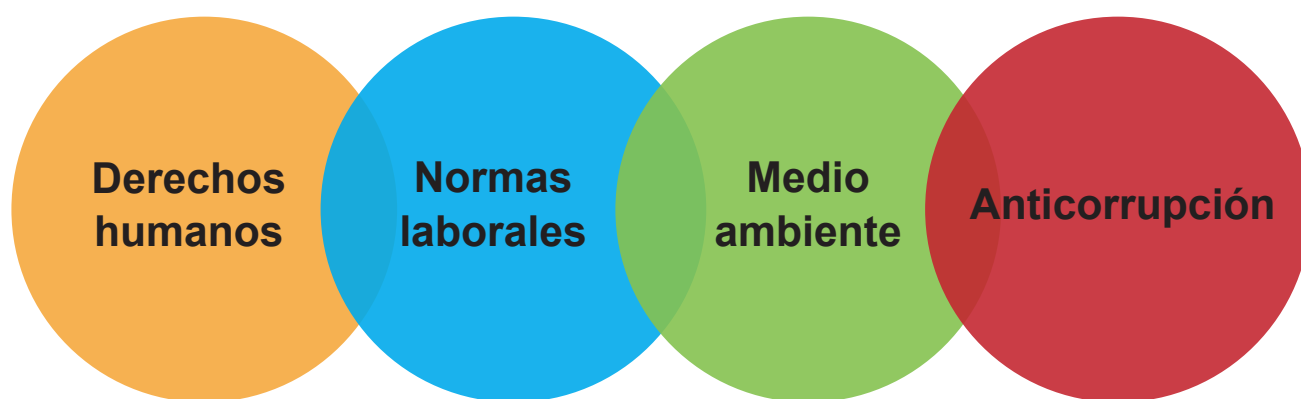 Derechos
humanos
Normas
laborales
Medio
ambiente
Anticorrupción